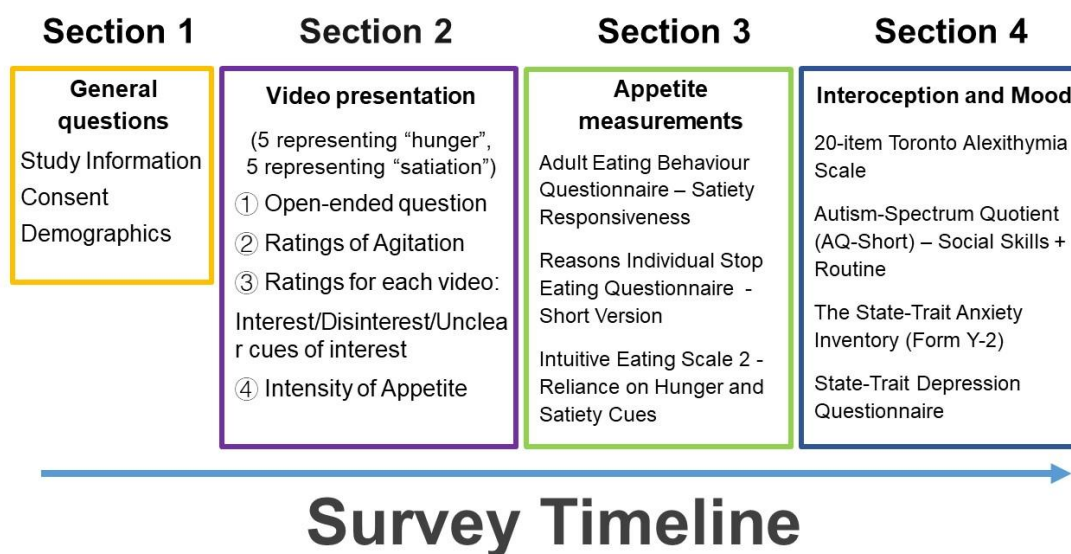 Section 1
General
questions
Study Information
Consent
Demographics
Section 2
Video presentation
(5 representing “hunger”,
5 representing “satiation”)
① Open-ended question
② Ratings of Agitation
③ Ratings for each video:
Interest/Disinterest/Unclea
r cues of interest
④ Intensity of Appetite
Section 3
Appetite
measurements
Adult Eating Behaviour
Questionnaire – Satiety
Responsiveness
Reasons Individual Stop
Eating Questionnaire -
Short Version
Intuitive Eating Scale 2 -
Reliance on Hunger and
Satiety Cues
Section 4
Interoception and Mood
20-item Toronto Alexithymia
Scale
Autism-Spectrum Quotient
(AQ-Short) – Social Skills +
Routine
The State-Trait Anxiety
Inventory (Form Y-2)
State-Trait Depression
Questionnaire
Survey Timeline